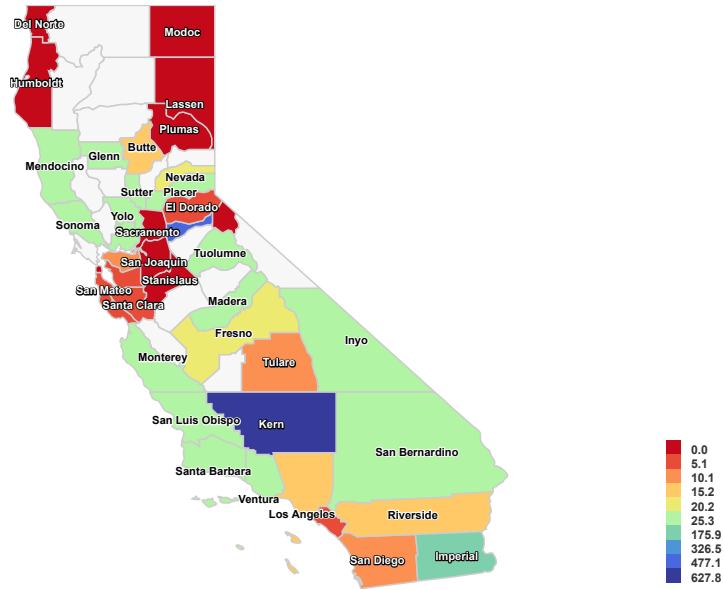 Del Norte
Modoc
Humboldt
Lassen
Plumas
Butte
Glenn
Mendocino
Nevada
Sutter
Placer
El Dorado
Yolo
Sonoma
Sacramento
Tuolumne
San Joaquin
Stanislaus
San Mateo
Santa Clara
Madera
Fresno
Inyo
Monterey
Tulare
San Luis Obispo
Kern
San Bernardino
Santa Barbara
Ventura
Los Angeles
Riverside
San Diego
Imperial
0.0
5.1
10.1
15.2
20.2
25.3
175.9
326.5
477.1
627.8